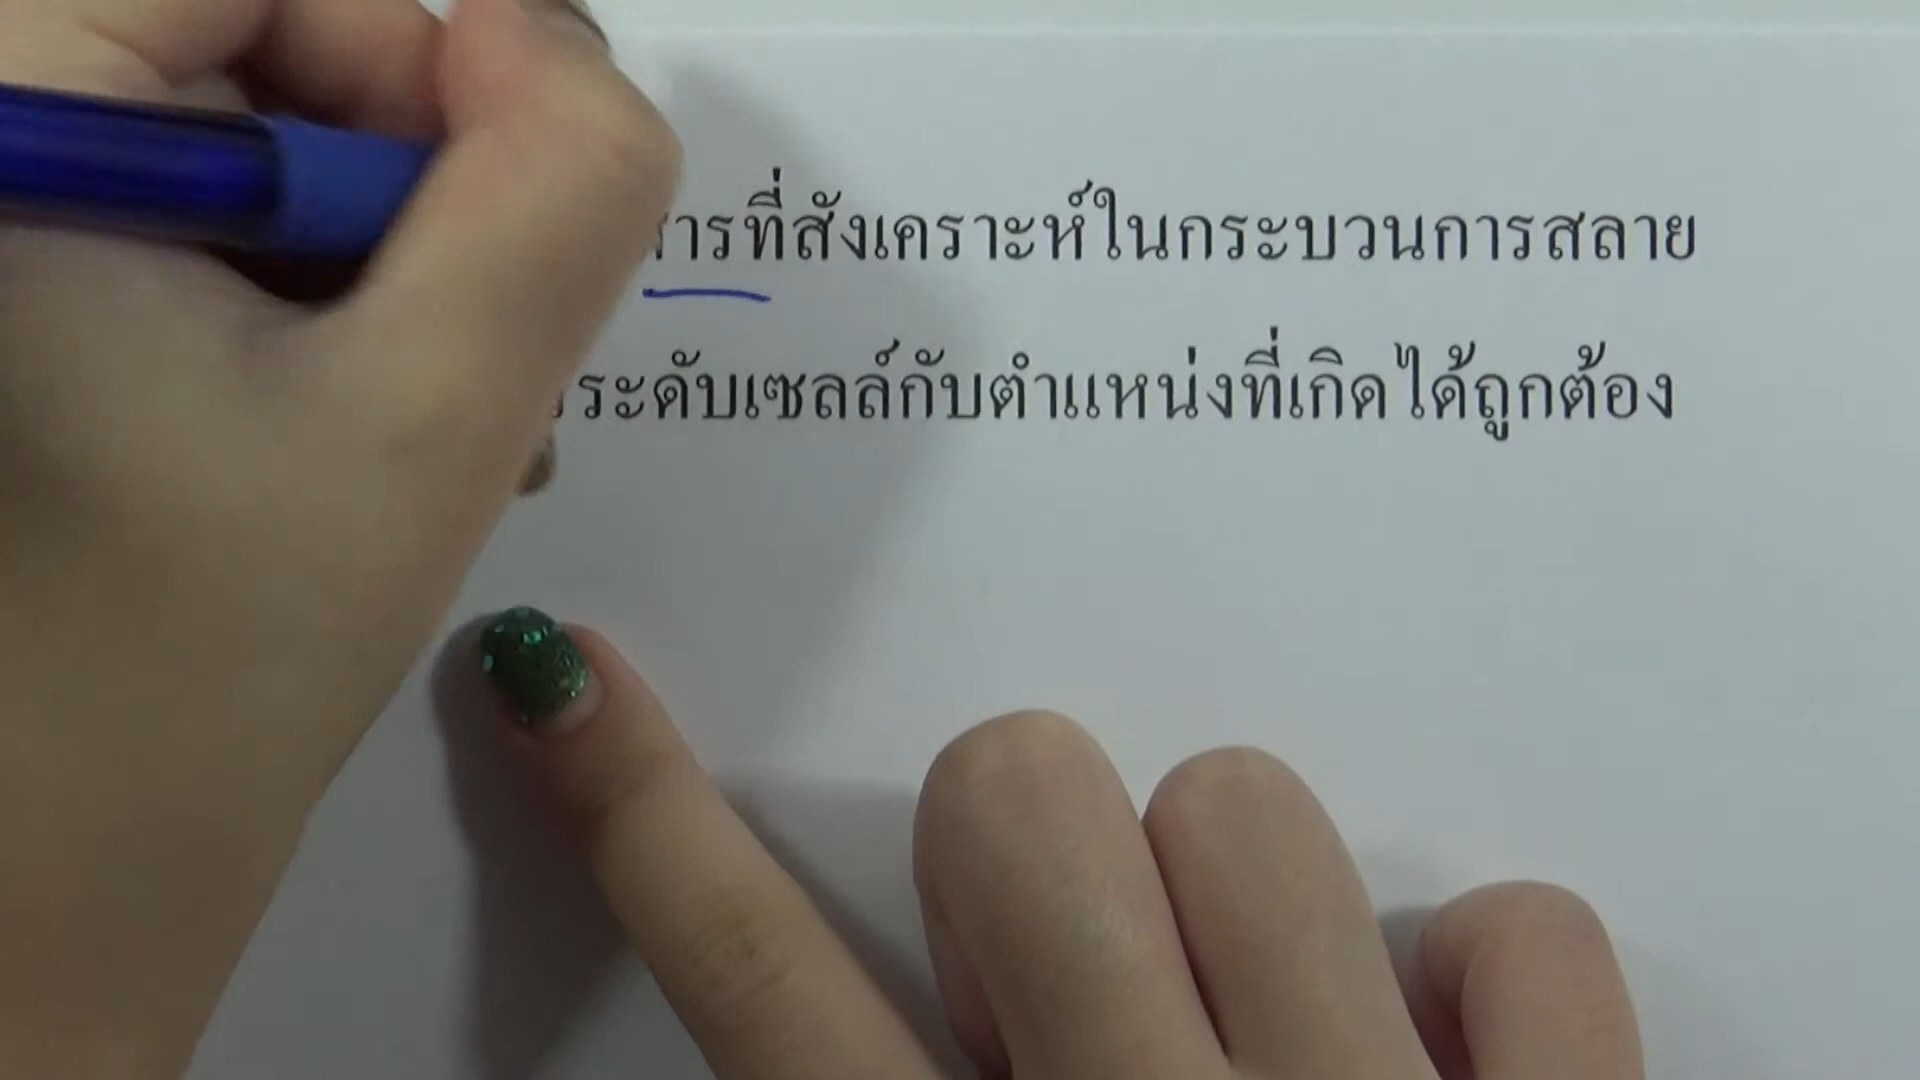 สารที่สังเคราะห์ในกระบวนการสลาย
ระดับเซลล์กับตำแหน่งที่เกิดได้ถูกต้อง